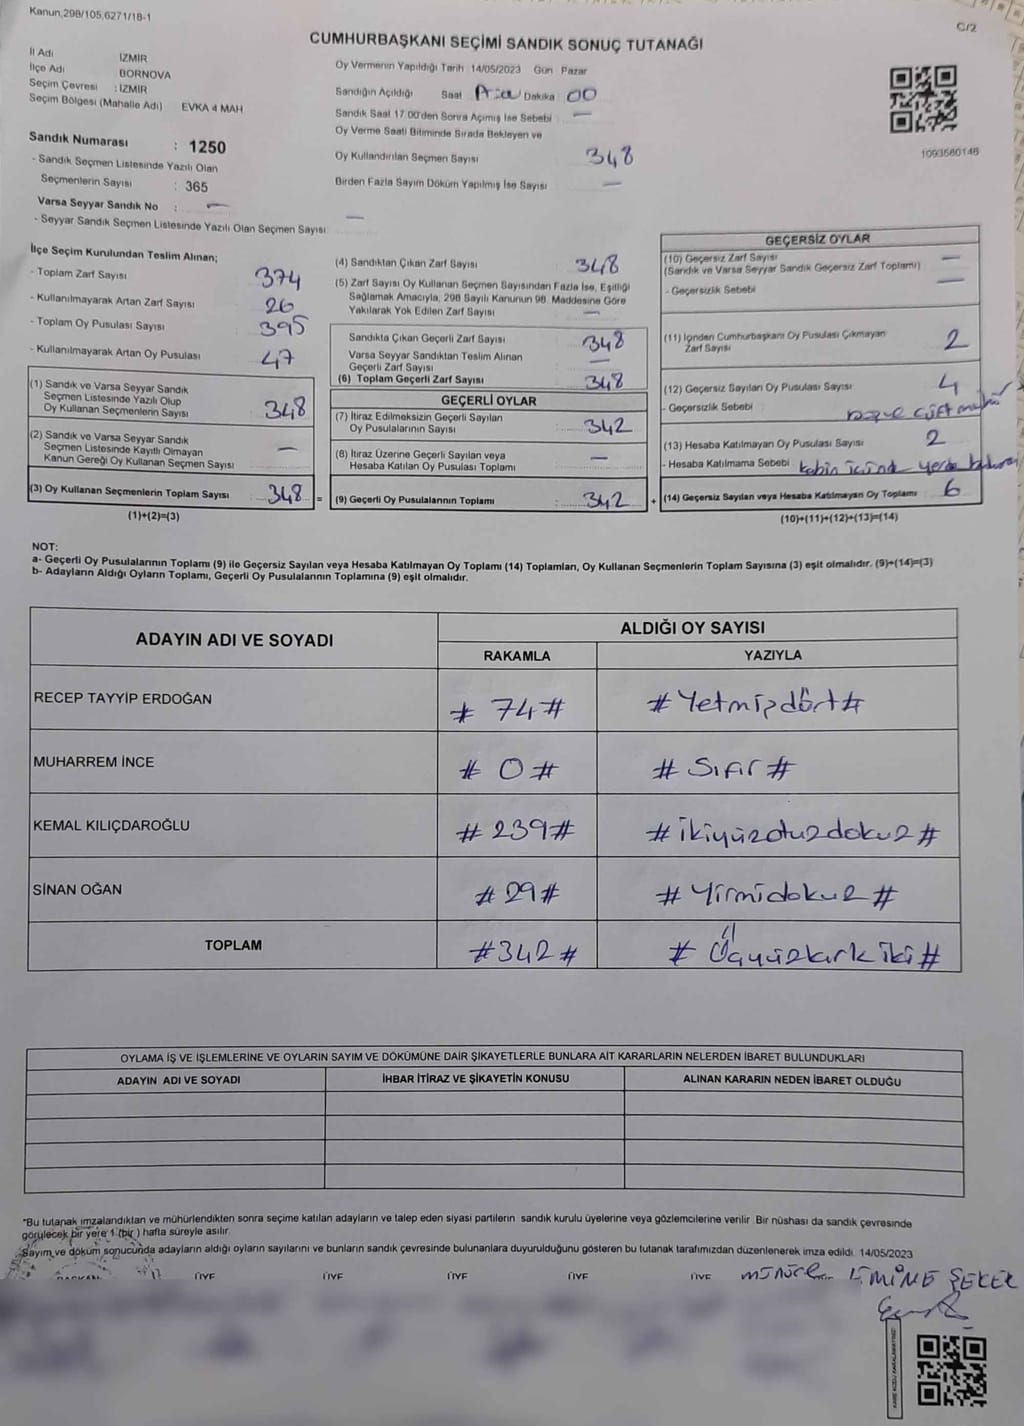 Kanun,298/105,6271/18-1
C/2
CUMHURBAŞKANI SEÇİMİ SANDIK SONUÇ TUTANAĞI
İl Adı : İZMİR
İlçe Adı : BORNOVA
Seçim Çevresi : İZMİR
Seçim Bölgesi (Mahalle Adı) EVKA 4 MAH
Sandık Numarası : 1250
- Sandık Seçmen Listesinde Yazılı Olan
Seçmenlerin Sayısı : 365
Varsa Seyyar Sandık No : —
- Seyyar Sandık Seçmen Listesinde Yazılı Olan Seçmen Sayısı: —
Oy Vermenin Yapıldığı Tarih 14/05/2023 Gün Pazar
Sandığın Açıldığı Saat Dakika 00
Sandık Saat 17.00'den Sonra Açımış İse Sebebi —
Oy Verme Saati Bitiminde Sırada Bekleyen ve
Oy Kullandırılan Seçmen Sayısı 348
Birden Fazla Sayım Döküm Yapılmış İse Sayısı —
1093580146
İlçe Seçim Kurulundan Teslim Alınan;
- Toplam Zarf Sayısı 374
- Kullanılmayarak Artan Zarf Sayısı 26
- Toplam Oy Pusulası Sayısı 395
- Kullanılmayarak Artan Oy Pusulası 47
(1) Sandık ve Varsa Seyyar Sandık
Seçmen Listesinde Yazılı Olup
Oy Kullanan Seçmenlerin Sayısı 348
(2) Sandık ve Varsa Seyyar Sandık
Seçmen Listesinde Kayıtlı Olmayan
Kanun Gereği Oy Kullanan Seçmen Sayısı —
(3) Oy Kullanan Seçmenlerin Toplam Sayısı 348 =
(1)+(2)=(3)
(4) Sandıktan Çıkan Zarf Sayısı 348
(5) Zarf Sayısı Oy Kullanan Seçmen Sayısından Fazla İse, Eşitliği
Sağlamak Amacıyla, 298 Sayılı Kanunun 98. Maddesine Göre
Yakılarak Yok Edilen Zarf Sayısı —
Sandıkta Çıkan Geçerli Zarf Sayısı 348
Varsa Seyyar Sandıktan Teslim Alınan
Geçerli Zarf Sayısı —
(6) Toplam Geçerli Zarf Sayısı 348
GEÇERLİ OYLAR
(7) İtiraz Edilmeksizin Geçerli Sayılan
Oy Pusulalarının Sayısı 342
(8) İtiraz Üzerine Geçerli Sayılan veya
Hesaba Katılan Oy Pusulası Toplamı —
(9) Geçerli Oy Pusulalarının Toplamı : 342 +
GEÇERSİZ OYLAR
(10) Geçersiz Zarf Sayısı —
(Sandık ve Varsa Seyyar Sandık Geçersiz Zarf Toplamı)
- Geçersizlik Sebebi —
(11) İçinden Cumhurbaşkanı Oy Pusulası Çıkmayan
Zarf Sayısı 2
(12) Geçersiz Sayılan Oy Pusulası Sayısı 4
- Geçersizlik Sebebi : çift mühür
(13) Hesaba Katılmayan Oy Pusulası Sayısı 2
- Hesaba Katılmama Sebebi : kabin içinde yerde
(14) Geçersiz Sayılan veya Hesaba Katılmayan Oy Toplamı 6
(10)+(11)+(12)+(13)=(14)
NOT:
a- Geçerli Oy Pusulalarının Toplamı (9) ile Geçersiz Sayılan veya Hesaba Katılmayan Oy Toplamı (14) Toplamları, Oy Kullanan Seçmenlerin Toplam Sayısına (3) eşit olmalıdır. (9)+(14)=(3)
b- Adayların Aldığı Oyların Toplamı, Geçerli Oy Pusulalarının Toplamına (9) eşit olmalıdır.
ADAYIN ADI VE SOYADI
ALDIĞI OY SAYISI
RAKAMLA YAZIYLA
RECEP TAYYİP ERDOĞAN # 74# # Yetmişdört#
MUHARREM İNCE # 0 # # Sıfır #
KEMAL KILIÇDAROĞLU # 239# # ikiyüzotuzdokuz #
SİNAN OĞAN # 29# # Yirmidokuz #
TOPLAM #342# # Üçyüzkırkiki#
OYLAMA İŞ VE İŞLEMLERİNE VE OYLARIN SAYIM VE DÖKÜMÜNE DAİR ŞİKAYETLERLE BUNLARA AİT KARARLARIN NELERDEN İBARET BULUNDUKLARI
ADAYIN ADI VE SOYADI İHBAR İTİRAZ VE ŞİKAYETİN KONUSU ALINAN KARARIN NEDEN İBARET OLDUĞU
*Bu tutanak imzalandıktan ve mühürlendikten sonra seçime katılan adayların ve talep eden siyasi partilerin sandık kurulu üyelerine veya gözlemcilerine verilir. Bir nüshası da sandık çevresinde
görülecek bir yere 1 (bir ) hafta süreyle asılır.
Sayım ve döküm sonucunda adayların aldığı oyların sayılarını ve bunların sandık çevresinde bulunanlara duyurulduğunu gösteren bu tutanak tarafımızdan düzenlenerek imza edildi. 14/05/2023
BAŞKAN ÜYE ÜYE ÜYE ÜYE ÜYE EMİNE ŞEKER